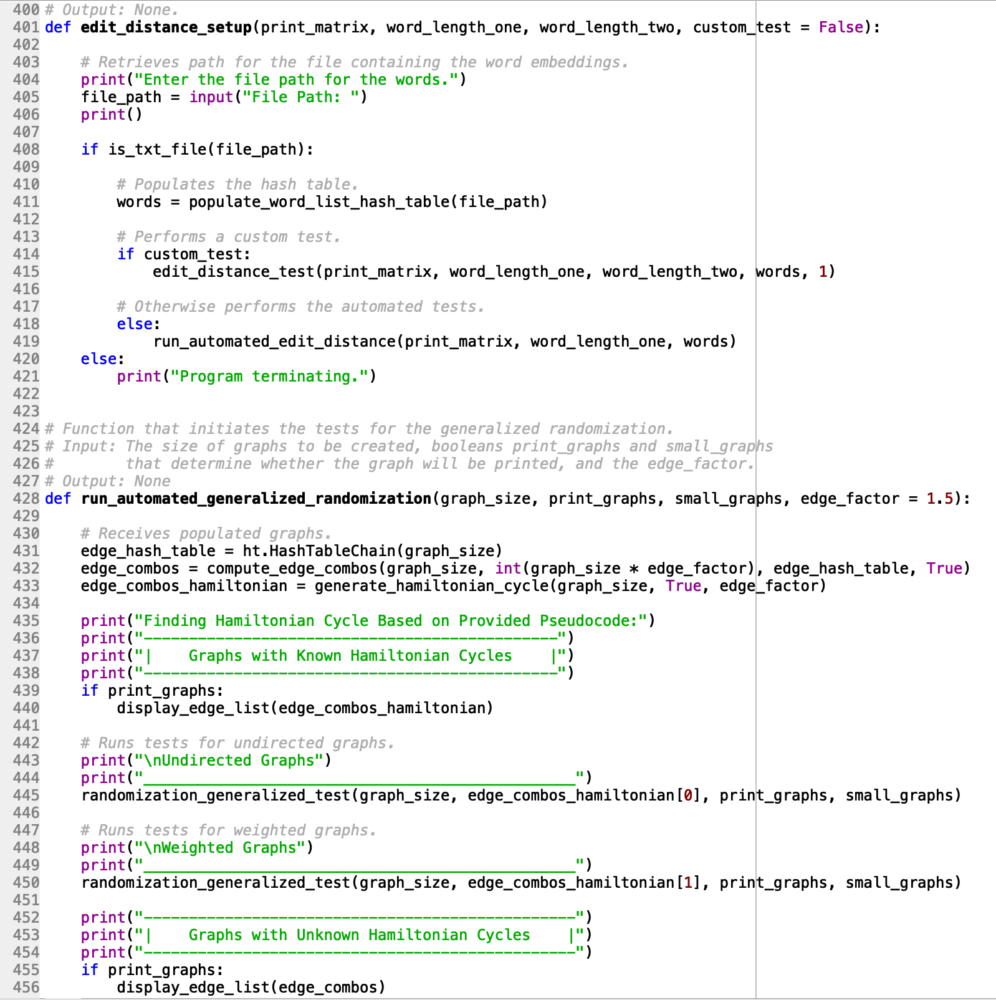 400 # Output: None.
401 def edit_distance_setup(print_matrix, word_length_one, word_length_two, custom_test = False):
402
403     # Retrieves path for the file containing the word embeddings.
404     print("Enter the file path for the words.")
405     file_path = input("File Path: ")
406     print()
407
408     if is_txt_file(file_path):
409
410         # Populates the hash table.
411         words = populate_word_list_hash_table(file_path)
412
413         # Performs a custom test.
414         if custom_test:
415             edit_distance_test(print_matrix, word_length_one, word_length_two, words, 1)
416
417         # Otherwise performs the automated tests.
418         else:
419             run_automated_edit_distance(print_matrix, word_length_one, words)
420     else:
421         print("Program terminating.")
422
423
424 # Function that initiates the tests for the generalized randomization.
425 # Input: The size of graphs to be created, booleans print_graphs and small_graphs
426 #        that determine whether the graph will be printed, and the edge_factor.
427 # Output: None
428 def run_automated_generalized_randomization(graph_size, print_graphs, small_graphs, edge_factor = 1.5):
429
430     # Receives populated graphs.
431     edge_hash_table = ht.HashTableChain(graph_size)
432     edge_combos = compute_edge_combos(graph_size, int(graph_size * edge_factor), edge_hash_table, True)
433     edge_combos_hamiltonian = generate_hamiltonian_cycle(graph_size, True, edge_factor)
434
435     print("Finding Hamiltonian Cycle Based on Provided Pseudocode:")
436     print("----------------------------------------------")
437     print("|    Graphs with Known Hamiltonian Cycles    |")
438     print("----------------------------------------------")
439     if print_graphs:
440         display_edge_list(edge_combos_hamiltonian)
441
442     # Runs tests for undirected graphs.
443     print("\nUndirected Graphs")
444     print("________________________________________________")
445     randomization_generalized_test(graph_size, edge_combos_hamiltonian[0], print_graphs, small_graphs)
446
447     # Runs tests for weighted graphs.
448     print("\nWeighted Graphs")
449     print("________________________________________________")
450     randomization_generalized_test(graph_size, edge_combos_hamiltonian[1], print_graphs, small_graphs)
451
452     print("------------------------------------------------")
453     print("|    Graphs with Unknown Hamiltonian Cycles    |")
454     print("------------------------------------------------")
455     if print_graphs:
456         display_edge_list(edge_combos)